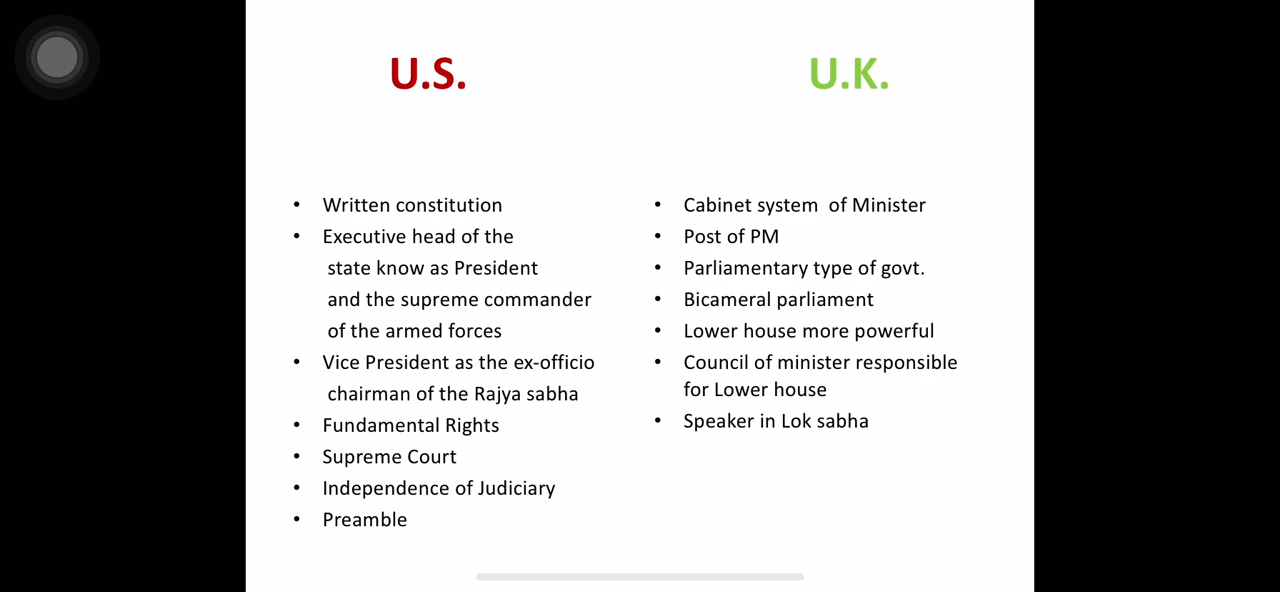 U.S.
• Written constitution
• Executive head of the
state know as President
and the supreme commander
of the armed forces
• Vice President as the ex-officio
chairman of the Rajya sabha
• Fundamental Rights
• Supreme Court
• Independence of Judiciary
• Preamble
U.K.
• Cabinet system  of Minister
• Post of PM
• Parliamentary type of govt.
• Bicameral parliament
• Lower house more powerful
• Council of minister responsible
for Lower house
• Speaker in Lok sabha